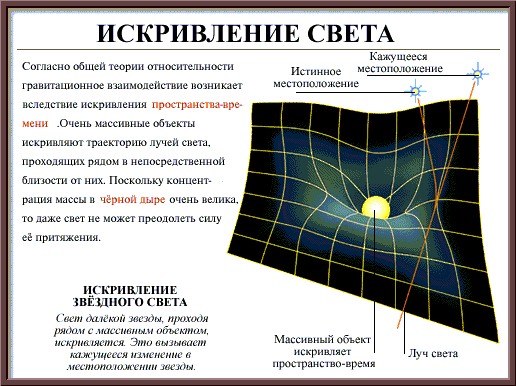 ИСКРИВЛЕНИЕ СВЕТА
Согласно общей теории относительности
гравитационное взаимодействие возникает
вследствие искривления пространства-вре-
мени .Очень массивные объекты
искривляют траекторию лучей света,
проходящих рядом в непосредственной
близости от них. Поскольку концент-
рация массы в чёрной дыре очень велика,
то даже свет не может преодолеть силу
её притяжения.
ИСКРИВЛЕНИЕ
ЗВЁЗДНОГО СВЕТА
Свет далёкой звезды, проходя
рядом с массивным объектом,
искривляется. Это вызывает
кажущееся изменение в
местоположении звезды.
Истинное
местоположение
Кажущееся
местоположение
Массивный объект
искривляет
пространство-время
Луч света